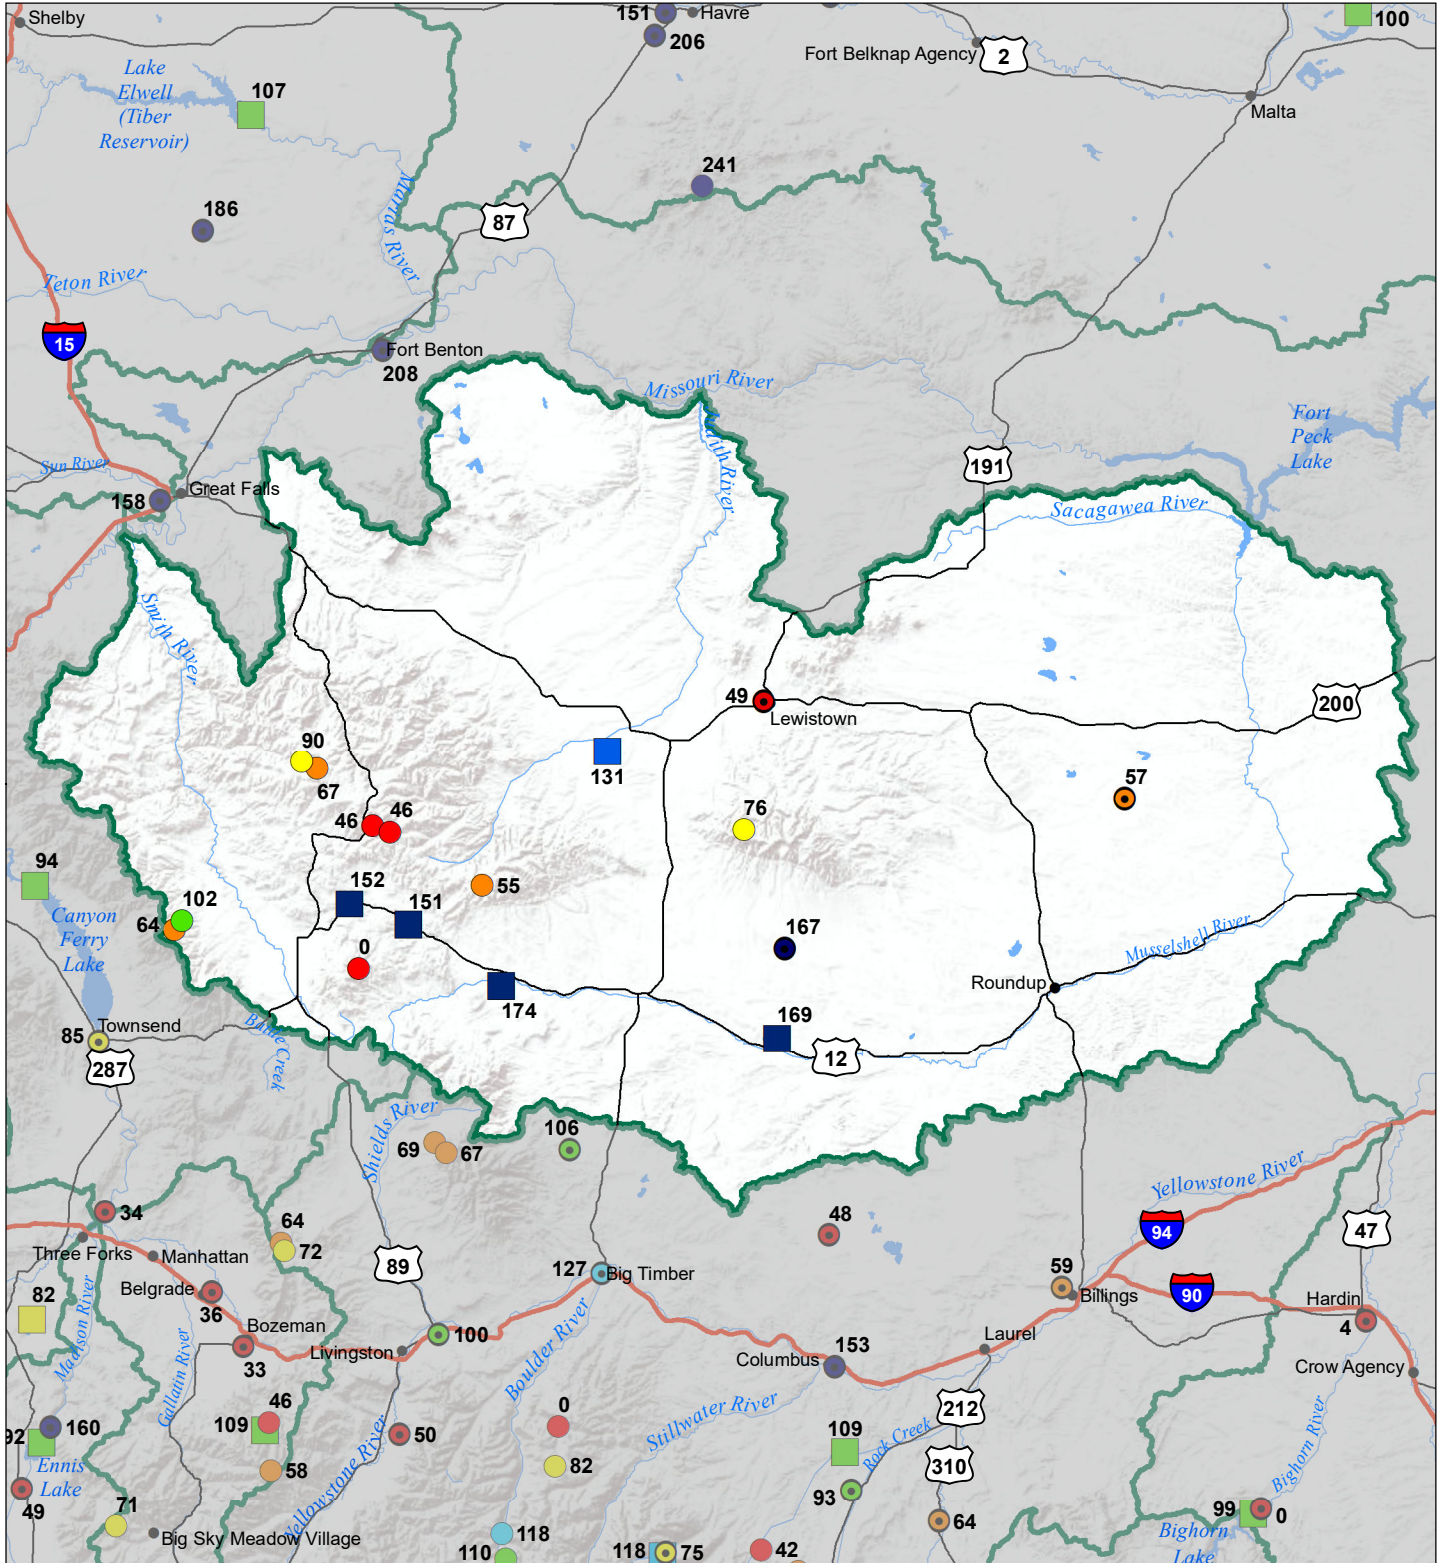 Shelby
151
Havre
206
100
Fort Belknap Agency
2
Lake
Elwell
(Tiber
Reservoir)
107
Malta
241
Marias River
186
87
Teton River
15
Fort Benton
208
Missouri River
Judith River
Fort
Peck
Lake
Sun River
191
158
Great Falls
Sacagawea River
Smith River
49
Lewistown
200
90
67
131
57
46
46
76
94
152
151
55
102
64
Canyon
Ferry
Lake
0
167
Musselshell River
Roundup
174
169
12
85
Townsend
287
Battle Creek
Shields River
69
67
106
Yellowstone River
34
64
72
48
94
47
Three Forks
Manhattan
89
127
Big Timber
59
Billings
90
Belgrade
36
82
Madison River
Hardin
4
Bozeman
33
100
Livingston
Gallatin River
Boulder River
Laurel
Columbus
153
Crow Agency
212
46
109
0
50
Stillwater River
109
Rock Creek
160
92
Ennis
Lake
58
82
310
93
Yellowstone River
Bighorn River
49
71
Big Sky Meadow Village
118
110
118
75
42
64
99
0
Bighorn
Lake